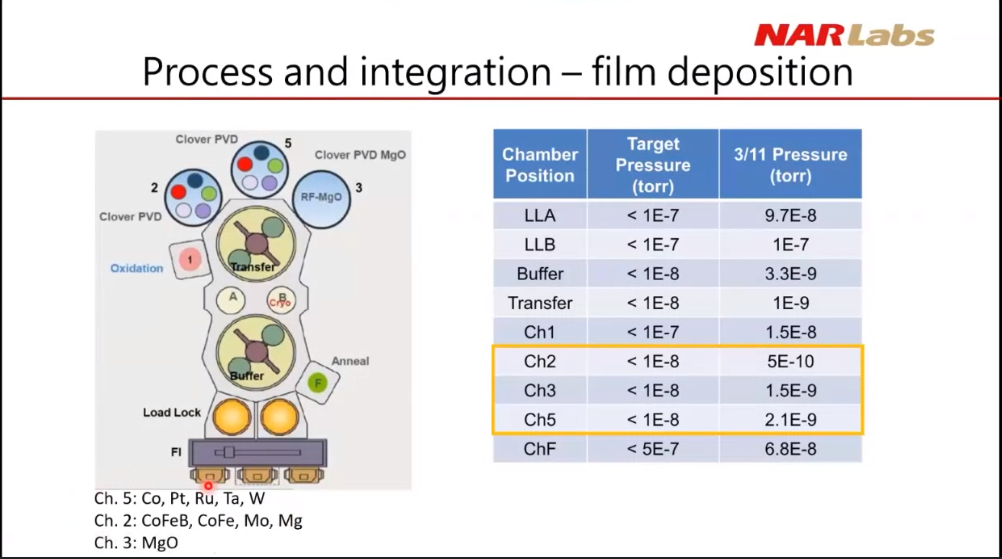 NARLabs
Process and integration – film deposition
Clover PVD
5
Clover PVD MgO
2
RF-MgO
3
Clover PVD
1
Oxidation
Transfer
A
B
Cryo
Buffer
Anneal
F
Load Lock
FI
Ch. 5: Co, Pt, Ru, Ta, W
Ch. 2: CoFeB, CoFe, Mo, Mg
Ch. 3: MgO
Chamber Position Target Pressure (torr) 3/11 Pressure (torr)
LLA < 1E-7 9.7E-8
LLB < 1E-7 1E-7
Buffer < 1E-8 3.3E-9
Transfer < 1E-8 1E-9
Ch1 < 1E-7 1.5E-8
Ch2 < 1E-8 5E-10
Ch3 < 1E-8 1.5E-9
Ch5 < 1E-8 2.1E-9
ChF < 5E-7 6.8E-8